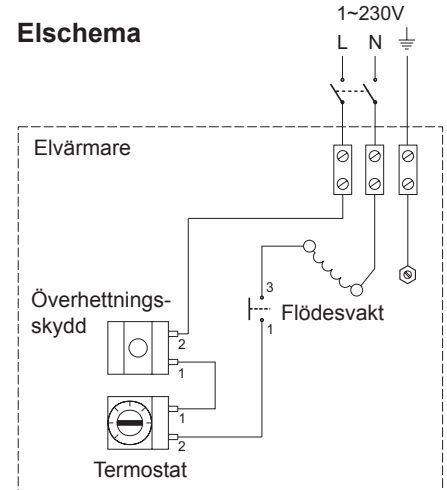 Elschema
1~230V
L N
Elvärmare
Överhettnings-
skydd
2
1
3
Flödesvakt
1
1
2
Termostat